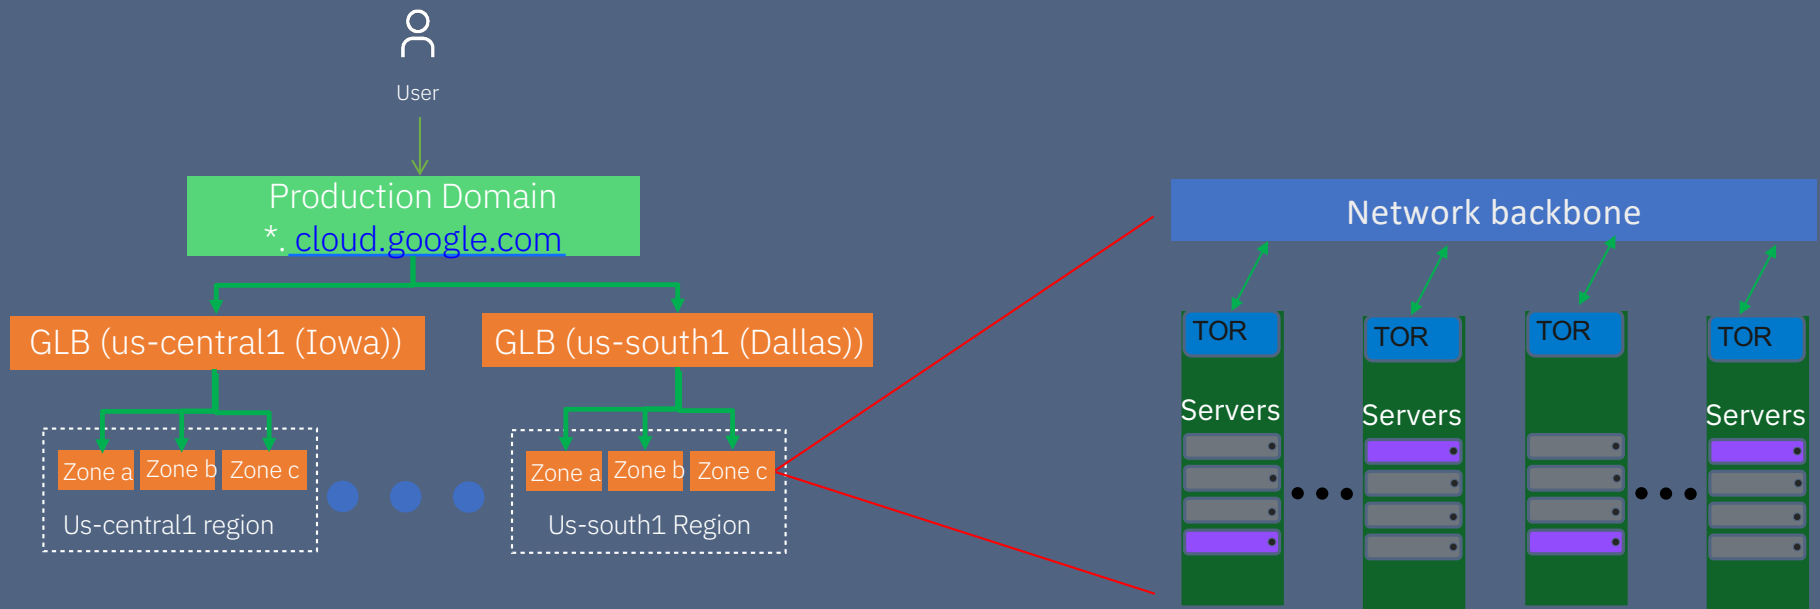 User
Production Domain
*. cloud.google.com
GLB (us-central1 (Iowa))
GLB (us-south1 (Dallas))
Zone a
Zone b
Zone c
Us-central1 region
Zone a
Zone b
Zone c
Us-south1 Region
Network backbone
TOR
TOR
TOR
TOR
Servers
Servers
Servers